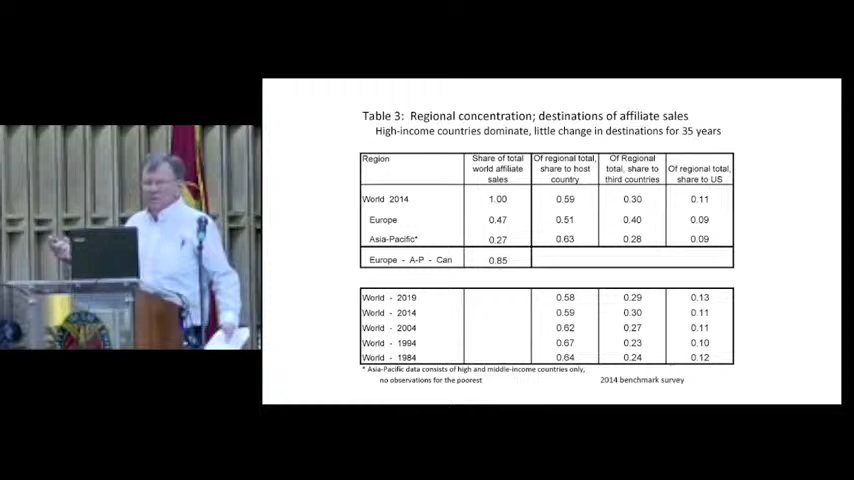 Table 3: Regional concentration; destinations of affiliate sales
High-income countries dominate, little change in destinations for 35 years
Region Share of total world affiliate sales Of regional total, share to host country Of Regional total, share to third countries Of regional total, share to US
World 2014 1.00 0.59 0.30 0.11
Europe 0.47 0.51 0.40 0.09
Asia-Pacific* 0.27 0.63 0.28 0.09
Europe - A-P - Can 0.85
World - 2019 0.58 0.29 0.13
World - 2014 0.59 0.30 0.11
World - 2004 0.62 0.27 0.11
World - 1994 0.67 0.23 0.10
World - 1984 0.64 0.24 0.12
* Asia-Pacific data consists of high and middle-income countries only,
no observations for the poorest 2014 benchmark survey